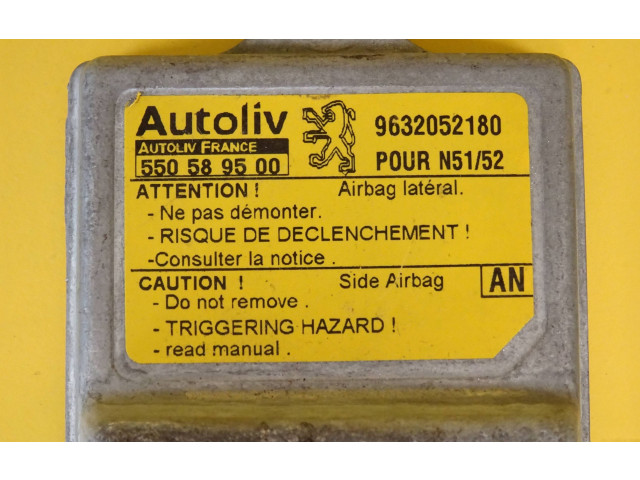 Autoliv
AUTOLIV FRANCE
550 58 95 00
9632052180
POUR N51/52
ATTENTION ! Airbag latéral.
- Ne pas démonter.
- RISQUE DE DECLENCHEMENT !
-Consulter la notice .
CAUTION ! Side Airbag AN
- Do not remove .
- TRIGGERING HAZARD !
- read manual .